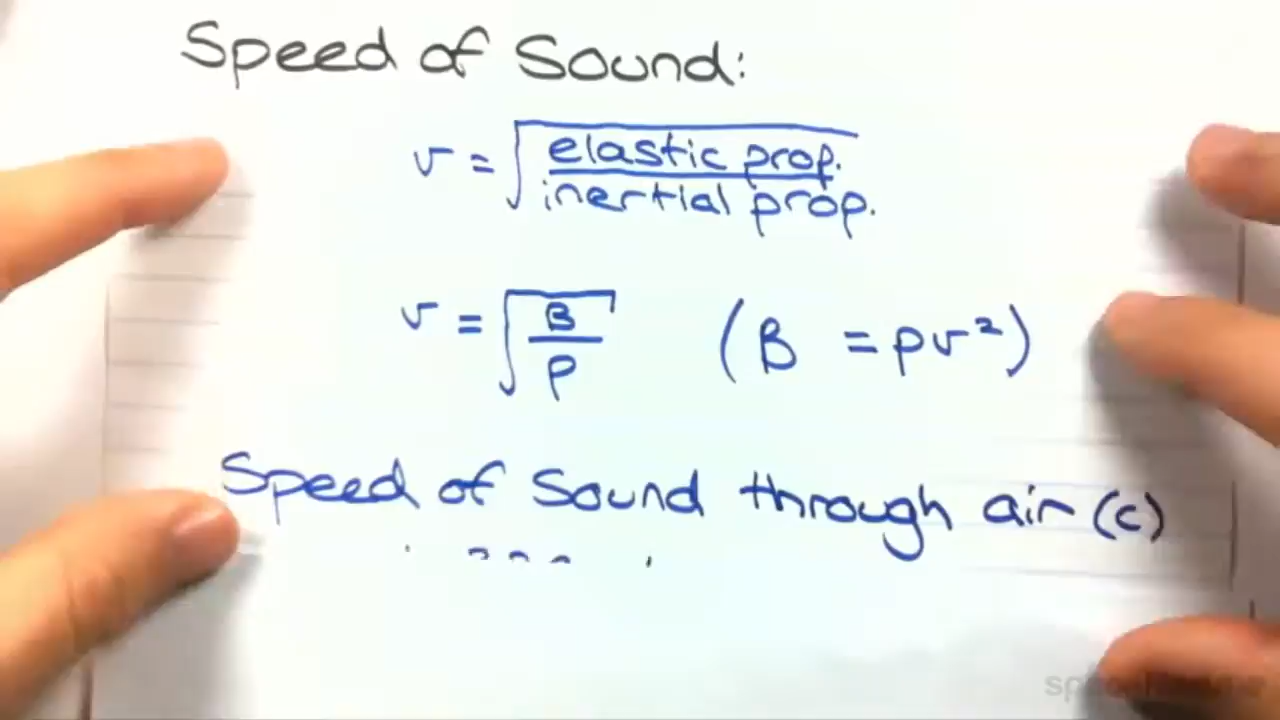 Speed of Sound:
v = √(elastic prop. / inertial prop.)
v = √(B / ρ) (B = ρv²)
Speed of Sound through air (c)